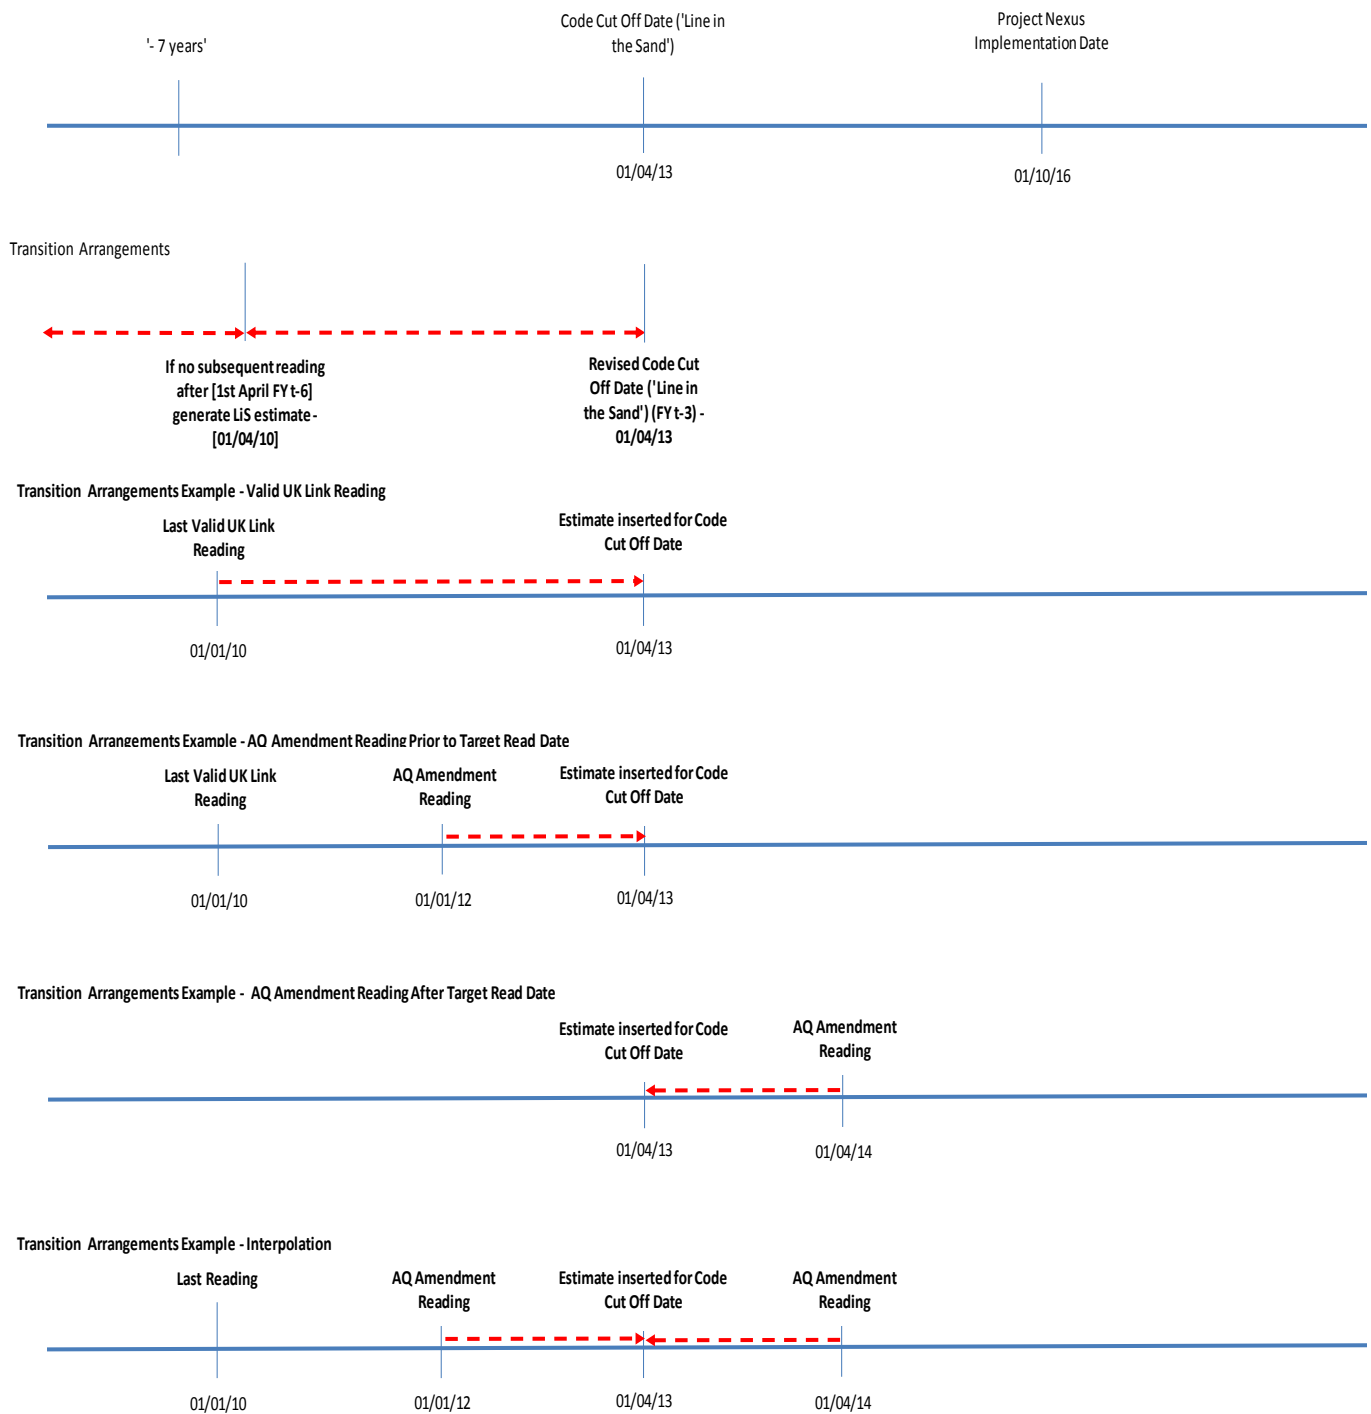 '- 7 years'
Code Cut Off Date ('Line in
the Sand')
Project Nexus
Implementation Date
01/04/13
01/10/16
Transition Arrangements
If no subsequent reading
after [1st April FY t-6]
generate LiS estimate -
[01/04/10]
Revised Code Cut
Off Date ('Line in
the Sand') (FY t-3) -
01/04/13
Transition Arrangements Example - Valid UK Link Reading
Last Valid UK Link
Reading
Estimate inserted for Code
Cut Off Date
01/01/10
01/04/13
Transition Arrangements Example - AQ Amendment Reading Prior to Target Read Date
Last Valid UK Link
Reading
AQ Amendment
Reading
Estimate inserted for Code
Cut Off Date
01/01/10
01/01/12
01/04/13
Transition Arrangements Example - AQ Amendment Reading After Target Read Date
Estimate inserted for Code
Cut Off Date
AQ Amendment
Reading
01/04/13
01/04/14
Transition Arrangements Example - Interpolation
Last Reading
AQ Amendment
Reading
Estimate inserted for Code
Cut Off Date
AQ Amendment
Reading
01/01/10
01/01/12
01/04/13
01/04/14